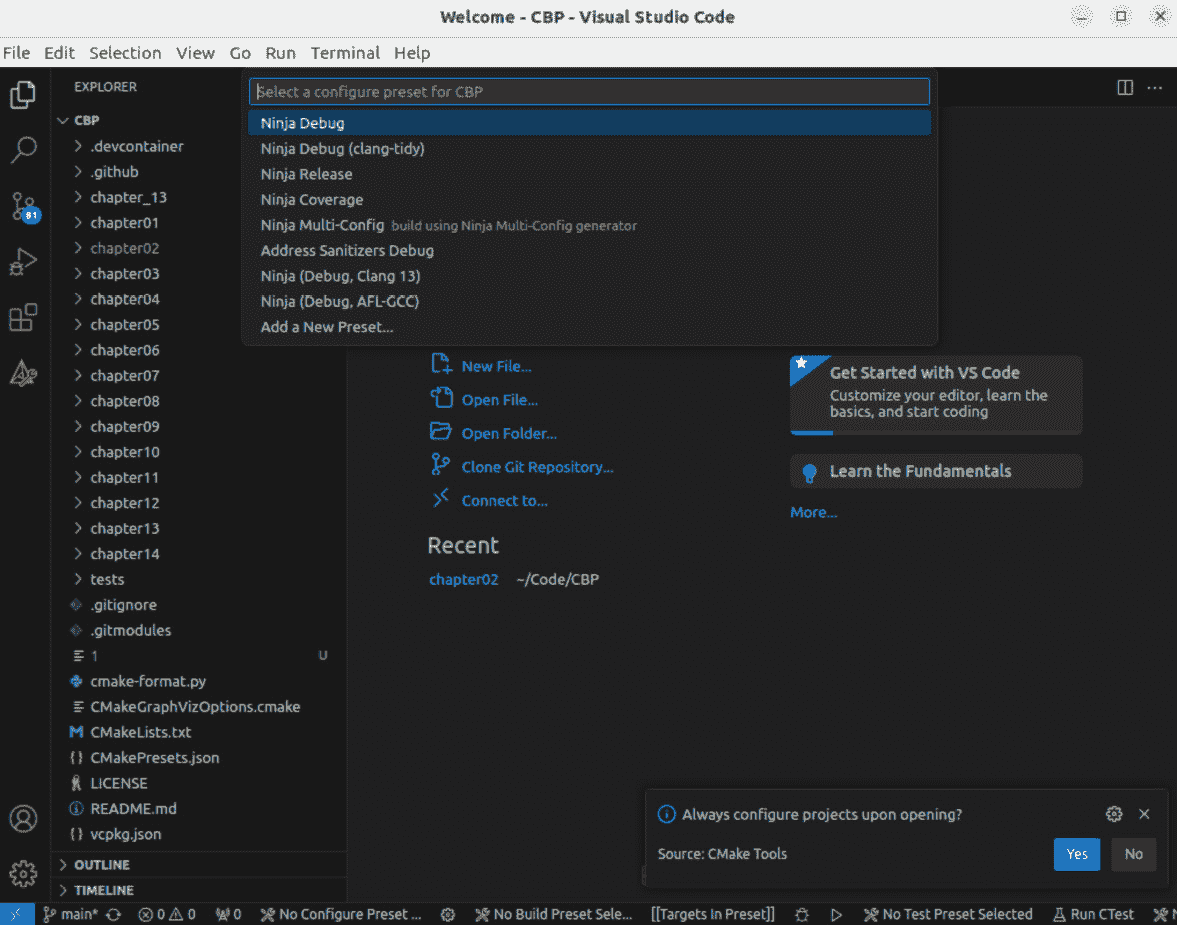 Welcome - CBP - Visual Studio Code
File Edit Selection View Go Run Terminal Help
EXPLORER
Select a configure preset for CBP
Ninja Debug
Ninja Debug (clang-tidy)
Ninja Release
Ninja Coverage
Ninja Multi-Config build using Ninja Multi-Config generator
Address Sanitizers Debug
Ninja (Debug, Clang 13)
Ninja (Debug, AFL-GCC)
Add a New Preset...
CBP
.devcontainer
.github
chapter_13
chapter01
chapter02
chapter03
chapter04
chapter05
chapter06
chapter07
chapter08
chapter09
chapter10
chapter11
chapter12
chapter13
chapter14
tests
.gitignore
.gitmodules
1 U
cmake-format.py
CMakeGraphVizOptions.cmake
CMakeLists.txt
CMakePresets.json
LICENSE
README.md
vcpkg.json
OUTLINE
TIMELINE
81
New File...
Open File...
Open Folder...
Clone Git Repository...
Connect to...
Recent
chapter02 ~/Code/CBP
Get Started with VS Code
Customize your editor, learn the
basics, and start coding
Learn the Fundamentals
More...
Always configure projects upon opening?
Source: CMake Tools
Yes No
main* 0 0 0 No Configure Preset ... No Build Preset Sele... [[Targets In Preset]] No Test Preset Selected Run CTest